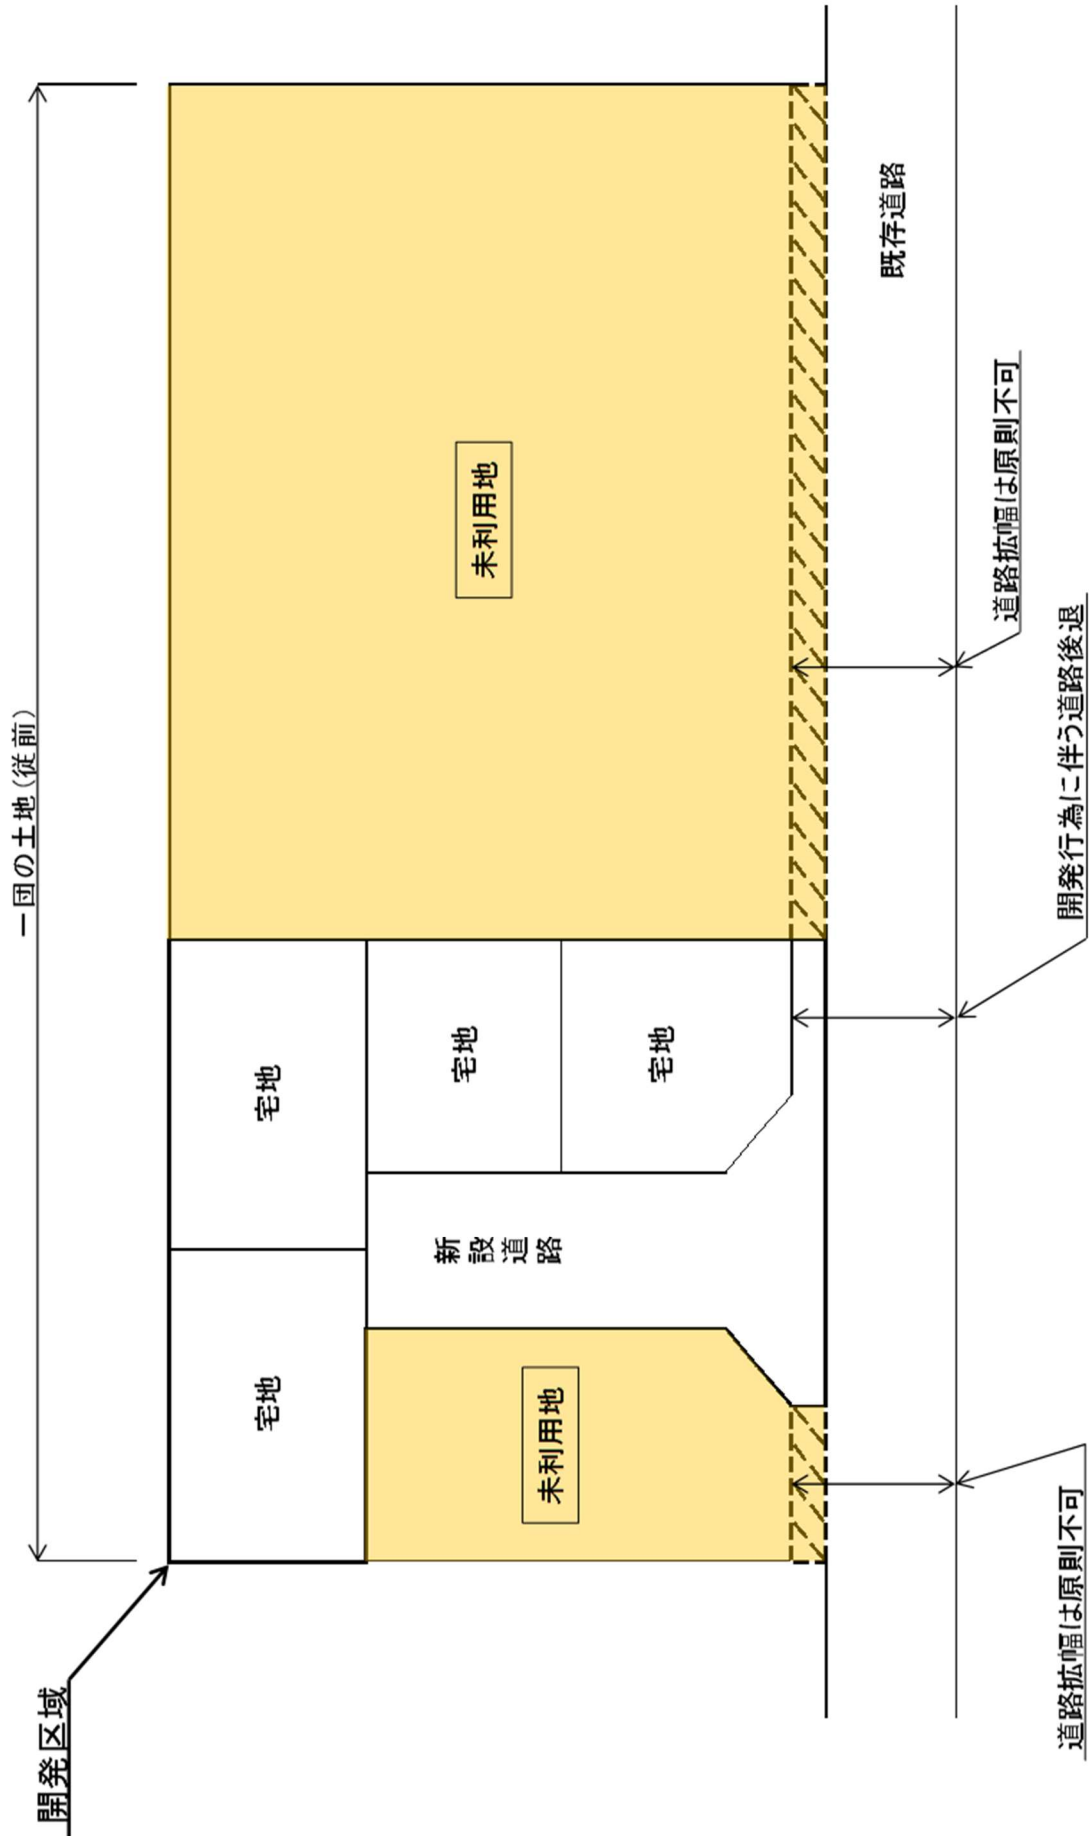 一団の土地(従前)
開発区域
宅地
宅地
宅地
宅地
新設道路
未利用地
未利用地
既存道路
道路拡幅は原則不可
開発行為に伴う道路後退
道路拡幅は原則不可